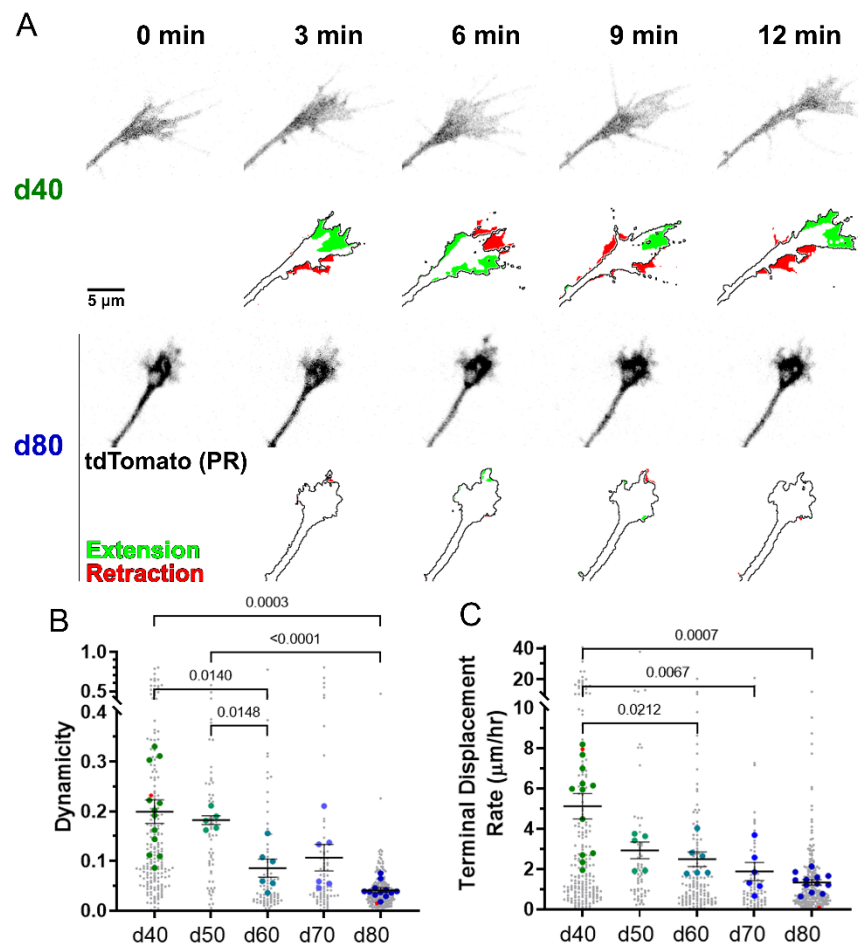 A
0 min 3 min 6 min 9 min 12 min
d40
5 µm
d80
tdTomato (PR)
Extension
Retraction
B
0.0003
<0.0001
0.0140
0.0148
1.0
0.5
0.4
0.3
0.2
0.1
0.0
Dynamicity
d40 d50 d60 d70 d80
C
0.0007
0.0067
0.0212
40
20
8
6
4
2
0
Terminal Displacement
Rate (µm/hr)
d40 d50 d60 d70 d80